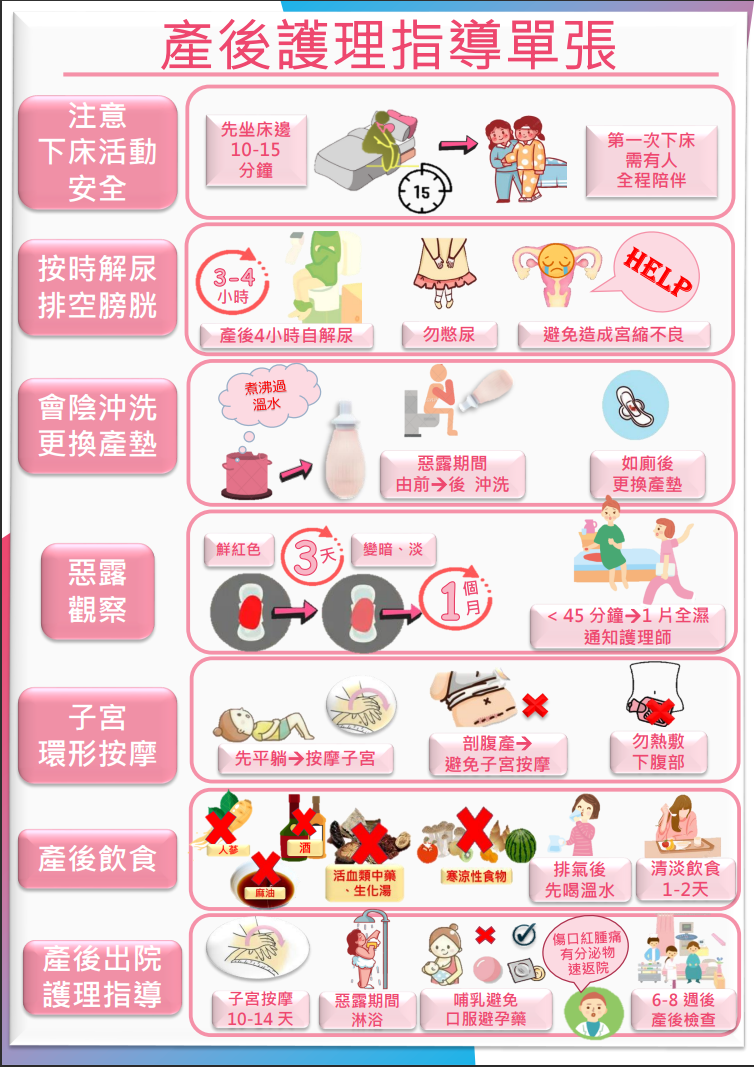 產後護理指導單張
注意
下床活動
安全
先坐床邊
10-15
分鐘
15
第一次下床
需有人
全程陪伴
按時解尿
排空膀胱
3-4
小時
產後4小時自解尿
勿憋尿
HELP
避免造成宮縮不良
會陰沖洗
更換產墊
煮沸過
溫水
惡露期間
由前→後 沖洗
如廁後
更換產墊
惡露
觀察
鮮紅色
3天
變暗、淡
1個月
< 45 分鐘→1 片全濕
通知護理師
子宮
環形按摩
先平躺→按摩子宮
剖腹產→
避免子宮按摩
勿熱敷
下腹部
產後飲食
人蔘
酒
麻油
活血類中藥
、生化湯
寒涼性食物
排氣後
先喝溫水
清淡飲食
1-2天
產後出院
護理指導
子宮按摩
10-14 天
惡露期間
淋浴
哺乳避免
口服避孕藥
傷口紅腫痛
有分泌物
速返院
6-8 週後
產後檢查